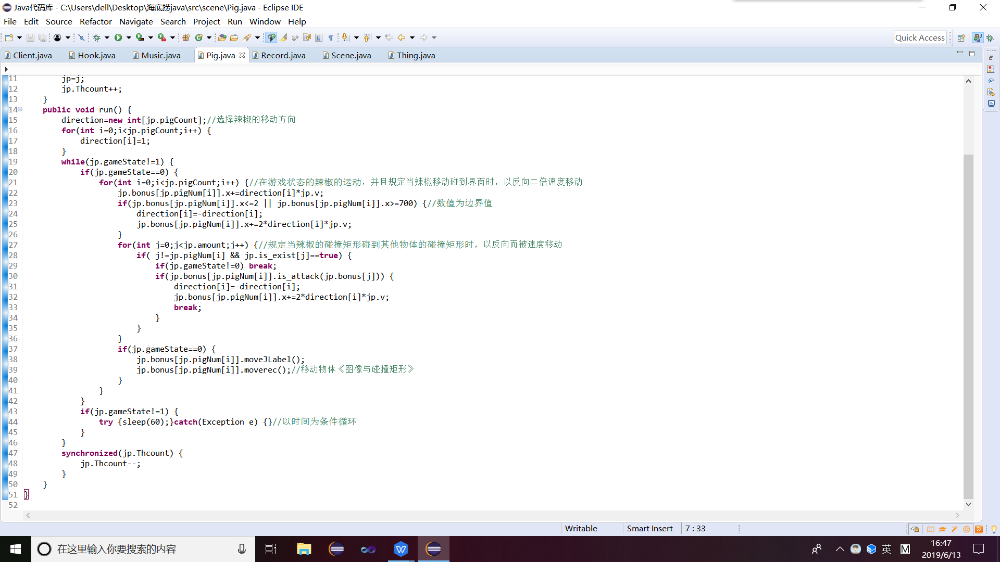 Java代码库 - C:\Users\dell\Desktop\海底捞java\src\scene\Pig.java - Eclipse IDE
File Edit Source Refactor Navigate Search Project Run Window Help
Quick Access
Client.java Hook.java Music.java Pig.java Record.java Scene.java Thing.java
11 jp=j;
12 jp.Thcount++;
13 }
14 public void run() {
15 direction=new int[jp.pigCount];//选择辣椒的移动方向
16 for(int i=0;i<jp.pigCount;i++) {
17 direction[i]=1;
18 }
19 while(jp.gameState!=1) {
20 if(jp.gameState==0) {
21 for(int i=0;i<jp.pigCount;i++) {//在游戏状态的辣椒的运动，并且规定当辣椒移动碰到界面时，以反向二倍速度移动
22 jp.bonus[jp.pigNum[i]].x+=direction[i]*jp.v;
23 if(jp.bonus[jp.pigNum[i]].x<=2 || jp.bonus[jp.pigNum[i]].x>=700) {//数值为边界值
24 direction[i]=-direction[i];
25 jp.bonus[jp.pigNum[i]].x+=2*direction[i]*jp.v;
26 }
27 for(int j=0;j<jp.amount;j++) {//规定当辣椒的碰撞矩形碰到其他物体的碰撞矩形时，以反向而被速度移动
28 if( j!=jp.pigNum[i] && jp.is_exist[j]==true) {
29 if(jp.gameState!=0) break;
30 if(jp.bonus[jp.pigNum[i]].is_attack(jp.bonus[j])) {
31 direction[i]=-direction[i];
32 jp.bonus[jp.pigNum[i]].x+=2*direction[i]*jp.v;
33 break;
34 }
35 }
36 }
37 if(jp.gameState==0) {
38 jp.bonus[jp.pigNum[i]].moveJLabel();
39 jp.bonus[jp.pigNum[i]].moverec();//移动物体《图像与碰撞矩形》
40 }
41 }
42 }
43 if(jp.gameState!=1) {
44 try {sleep(60);}catch(Exception e) {}//以时间为条件循环
45 }
46 }
47 synchronized(jp.Thcount) {
48 jp.Thcount--;
49 }
50 }
51 }
52
Writable Smart Insert 7 : 33
在这里输入你要搜索的内容
英 M
16:47
2019/6/13